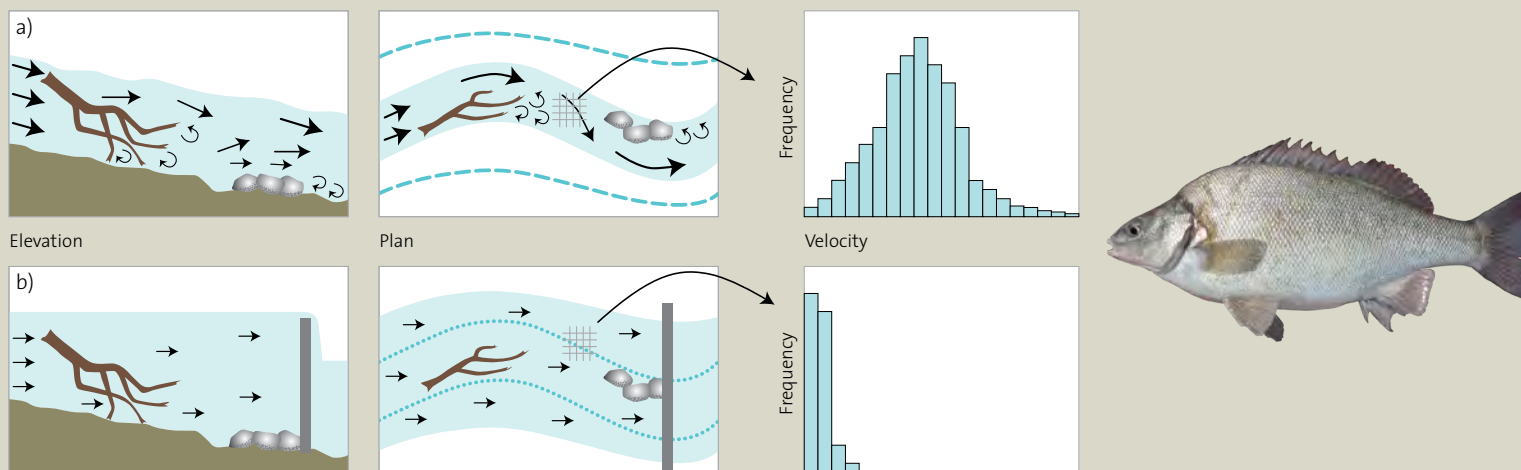 a)
Frequency
Elevation
Plan
Velocity
b)
Frequency